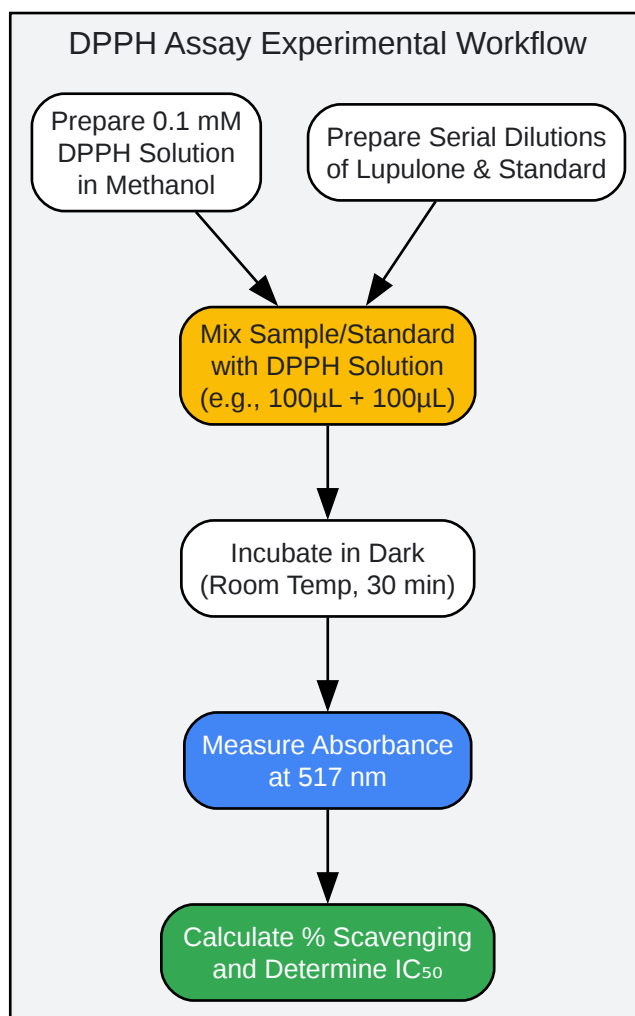 DPPH Assay Experimental Workflow
Prepare 0.1 mM
DPPH Solution
in Methanol
Prepare Serial Dilutions
of Lupulone & Standard
Mix Sample/Standard
with DPPH Solution
(e.g., 100µL + 100µL)
Incubate in Dark
(Room Temp, 30 min)
Measure Absorbance
at 517 nm
Calculate % Scavenging
and Determine IC₅₀